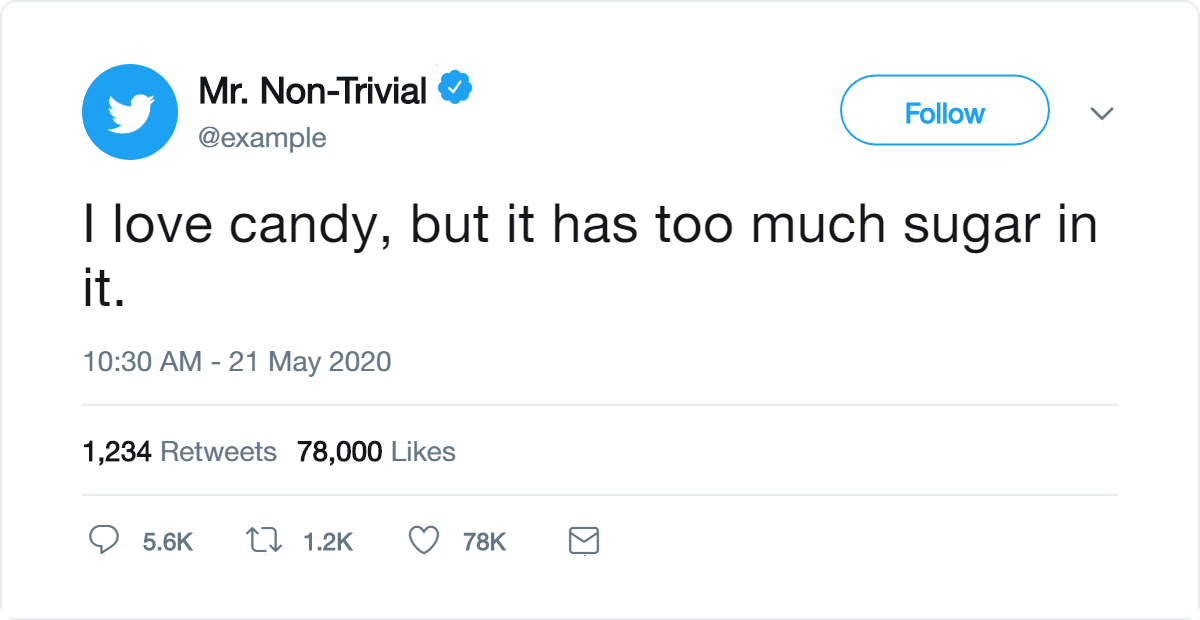 Mr. Non-Trivial
@example
Follow
I love candy, but it has too much sugar in
it.
10:30 AM - 21 May 2020
1,234 Retweets 78,000 Likes
5.6K 1.2K 78K